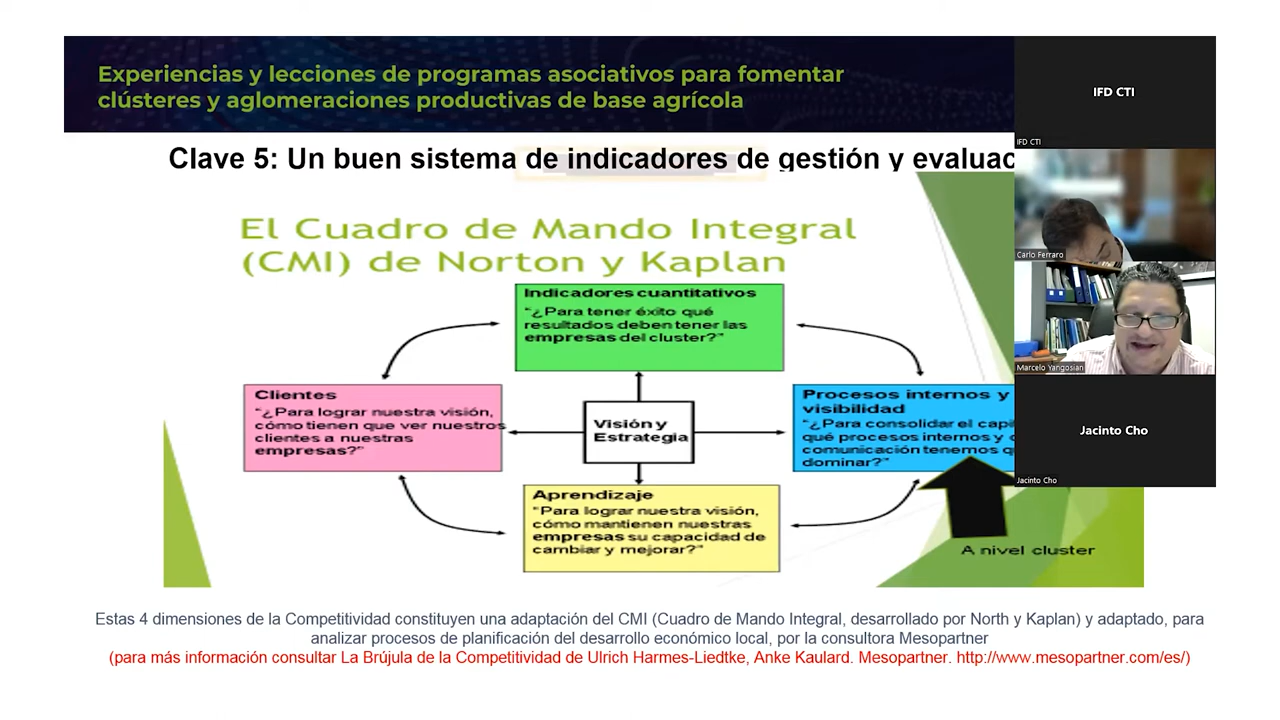 Experiencias y lecciones de programas asociativos para fomentar
clústeres y aglomeraciones productivas de base agrícola
Clave 5: Un buen sistema de indicadores de gestión y
El Cuadro de Mando Integral
(CMI) de Norton y Kaplan
Indicadores cuantitativos
"¿Para tener éxito qué
resultados deben tener las
empresas del cluster?"
Clientes
"¿Para lograr nuestra visión,
cómo tienen que ver nuestros
clientes a nuestras
empresas?"
Visión y
Estrategia
Procesos internos y
visibilidad
"¿Para consolidar el
qué procesos internos y
comunicación tenemos
dominar?"
Aprendizaje
"Para lograr nuestra visión,
cómo mantienen nuestras
empresas su capacidad de
cambiar y mejorar?"
A nivel cluster
Estas 4 dimensiones de la Competitividad constituyen una adaptación del CMI (Cuadro de Mando Integral, desarrollado por North y Kaplan) y adaptado, para
analizar procesos de planificación del desarrollo económico local, por la consultora Mesopartner
(para más información consultar La Brújula de la Competitividad de Ulrich Harmes-Liedtke, Anke Kaulard. Mesopartner. http://www.mesopartner.com/es/)
IFD CTI
IFD CTI
Carlo Ferraro
Marcelo Yangosian
Jacinto Cho
Jacinto Cho